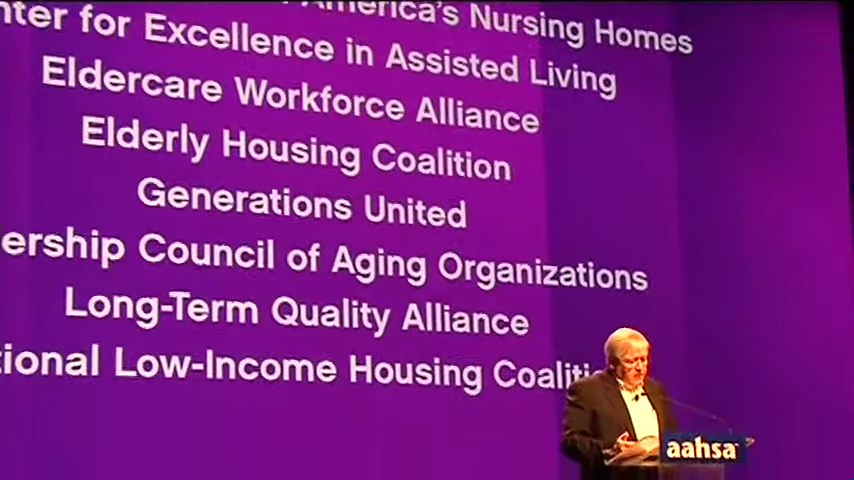 America's Nursing Homes
nter for Excellence in Assisted Living
Eldercare Workforce Alliance
Elderly Housing Coalition
Generations United
ership Council of Aging Organizations
Long-Term Quality Alliance
tional Low-Income Housing Coaliti
aahsa